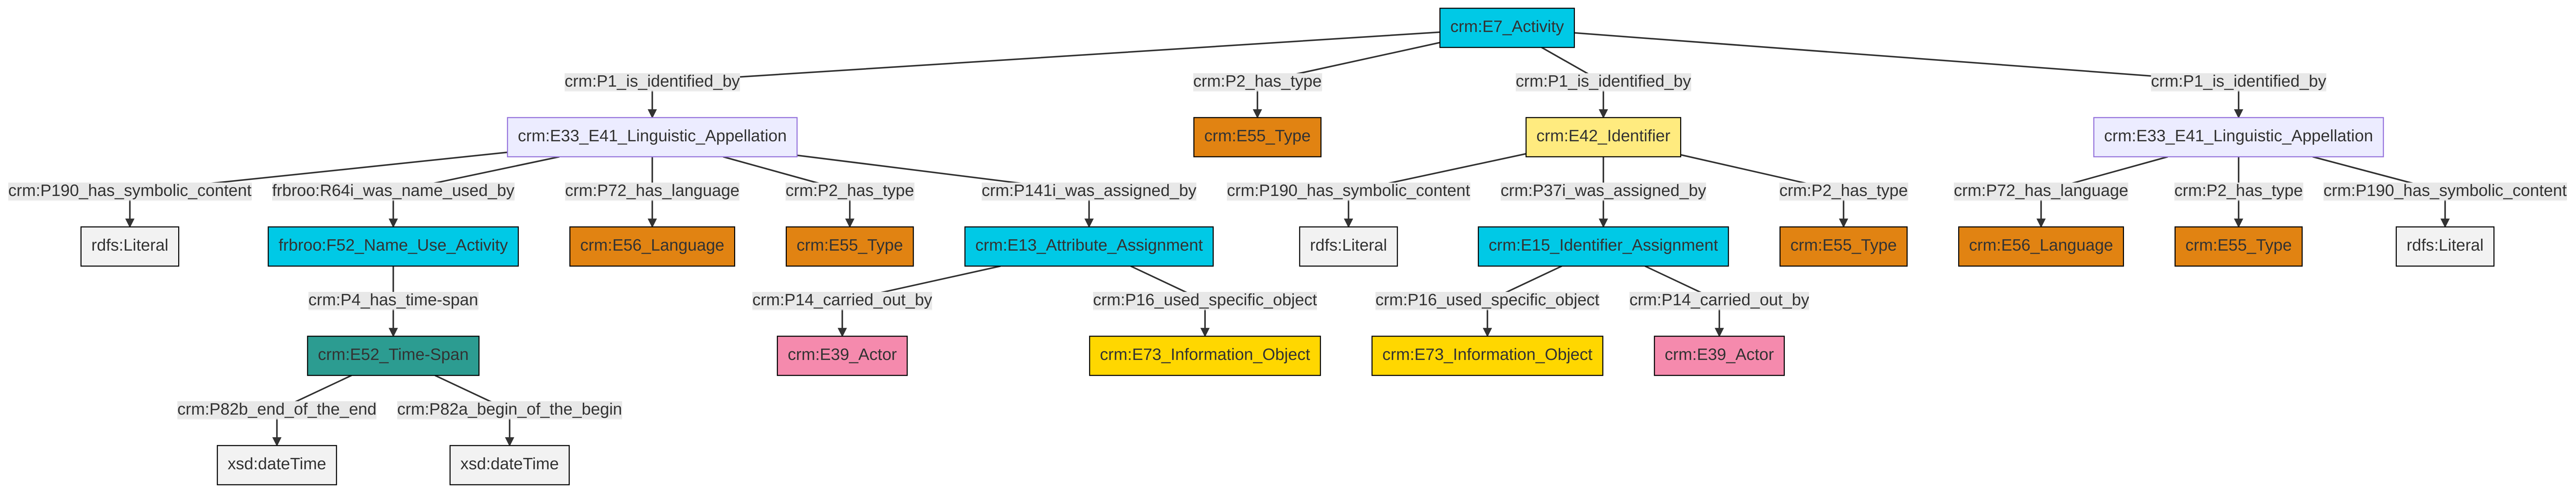 crm:E7_Activity
crm:P1_is_identified_by
crm:P2_has_type
crm:P1_is_identified_by
crm:P1_is_identified_by
crm:E33_E41_Linguistic_Appellation
crm:E55_Type
crm:E42_Identifier
crm:E33_E41_Linguistic_Appellation
crm:P190_has_symbolic_content
frbroo:R64i_was_name_used_by
crm:P72_has_language
crm:P2_has_type
crm:P141i_was_assigned_by
crm:P190_has_symbolic_content
crm:P37i_was_assigned_by
crm:P2_has_type
crm:P72_has_language
crm:P2_has_type
crm:P190_has_symbolic_content
rdfs:Literal
frbroo:F52_Name_Use_Activity
crm:E56_Language
crm:E55_Type
crm:E13_Attribute_Assignment
rdfs:Literal
crm:E15_Identifier_Assignment
crm:E55_Type
crm:E56_Language
crm:E55_Type
rdfs:Literal
crm:P4_has_time-span
crm:P14_carried_out_by
crm:P16_used_specific_object
crm:P16_used_specific_object
crm:P14_carried_out_by
crm:E52_Time-Span
crm:E39_Actor
crm:E73_Information_Object
crm:E73_Information_Object
crm:E39_Actor
crm:P82b_end_of_the_end
crm:P82a_begin_of_the_begin
xsd:dateTime
xsd:dateTime